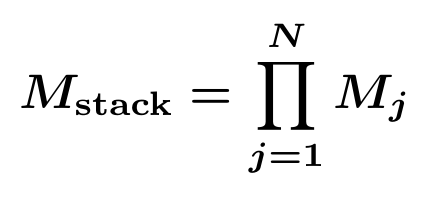 M_stack = ∏_{j=1}^{N} M_j